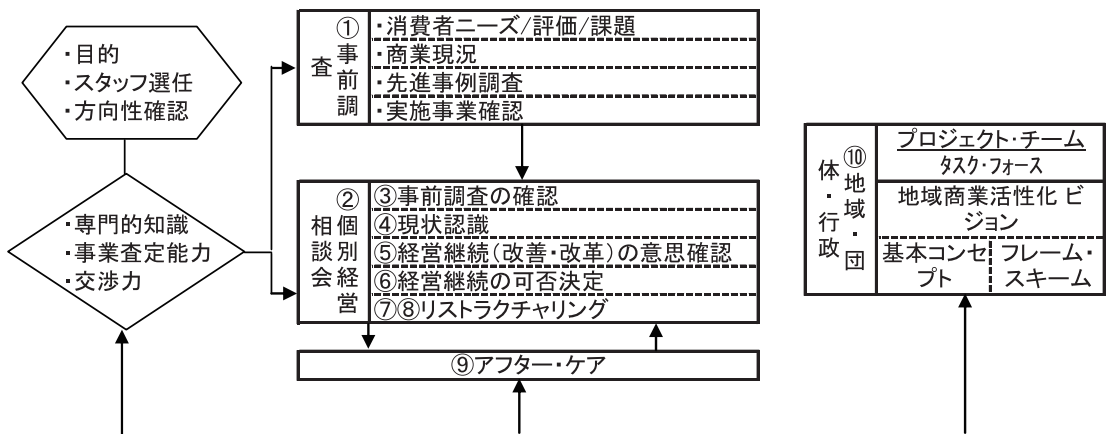 ・目的
・スタッフ選任
・方向性確認
・専門的知識
・事業査定能力
・交渉力
①事前調査
・消費者ニーズ/評価/課題
・商業現況
・先進事例調査
・実施事業確認
②個別経営相談会
③事前調査の確認
④現状認識
⑤経営継続(改善・改革)の意思確認
⑥経営継続の可否決定
⑦⑧リストラクチャリング
⑨アフター・ケア
⑩地域・団体・行政
プロジェクト・チーム
タスク・フォース
地域商業活性化 ビ
ジョン
基本コンセ
プト
フレーム・
スキーム